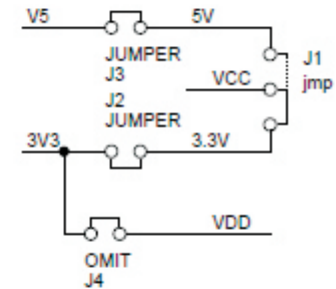 V5 5V
JUMPER
J3
J1
jmp
VCC
J2
JUMPER
3V3 3.3V
VDD
OMIT
J4